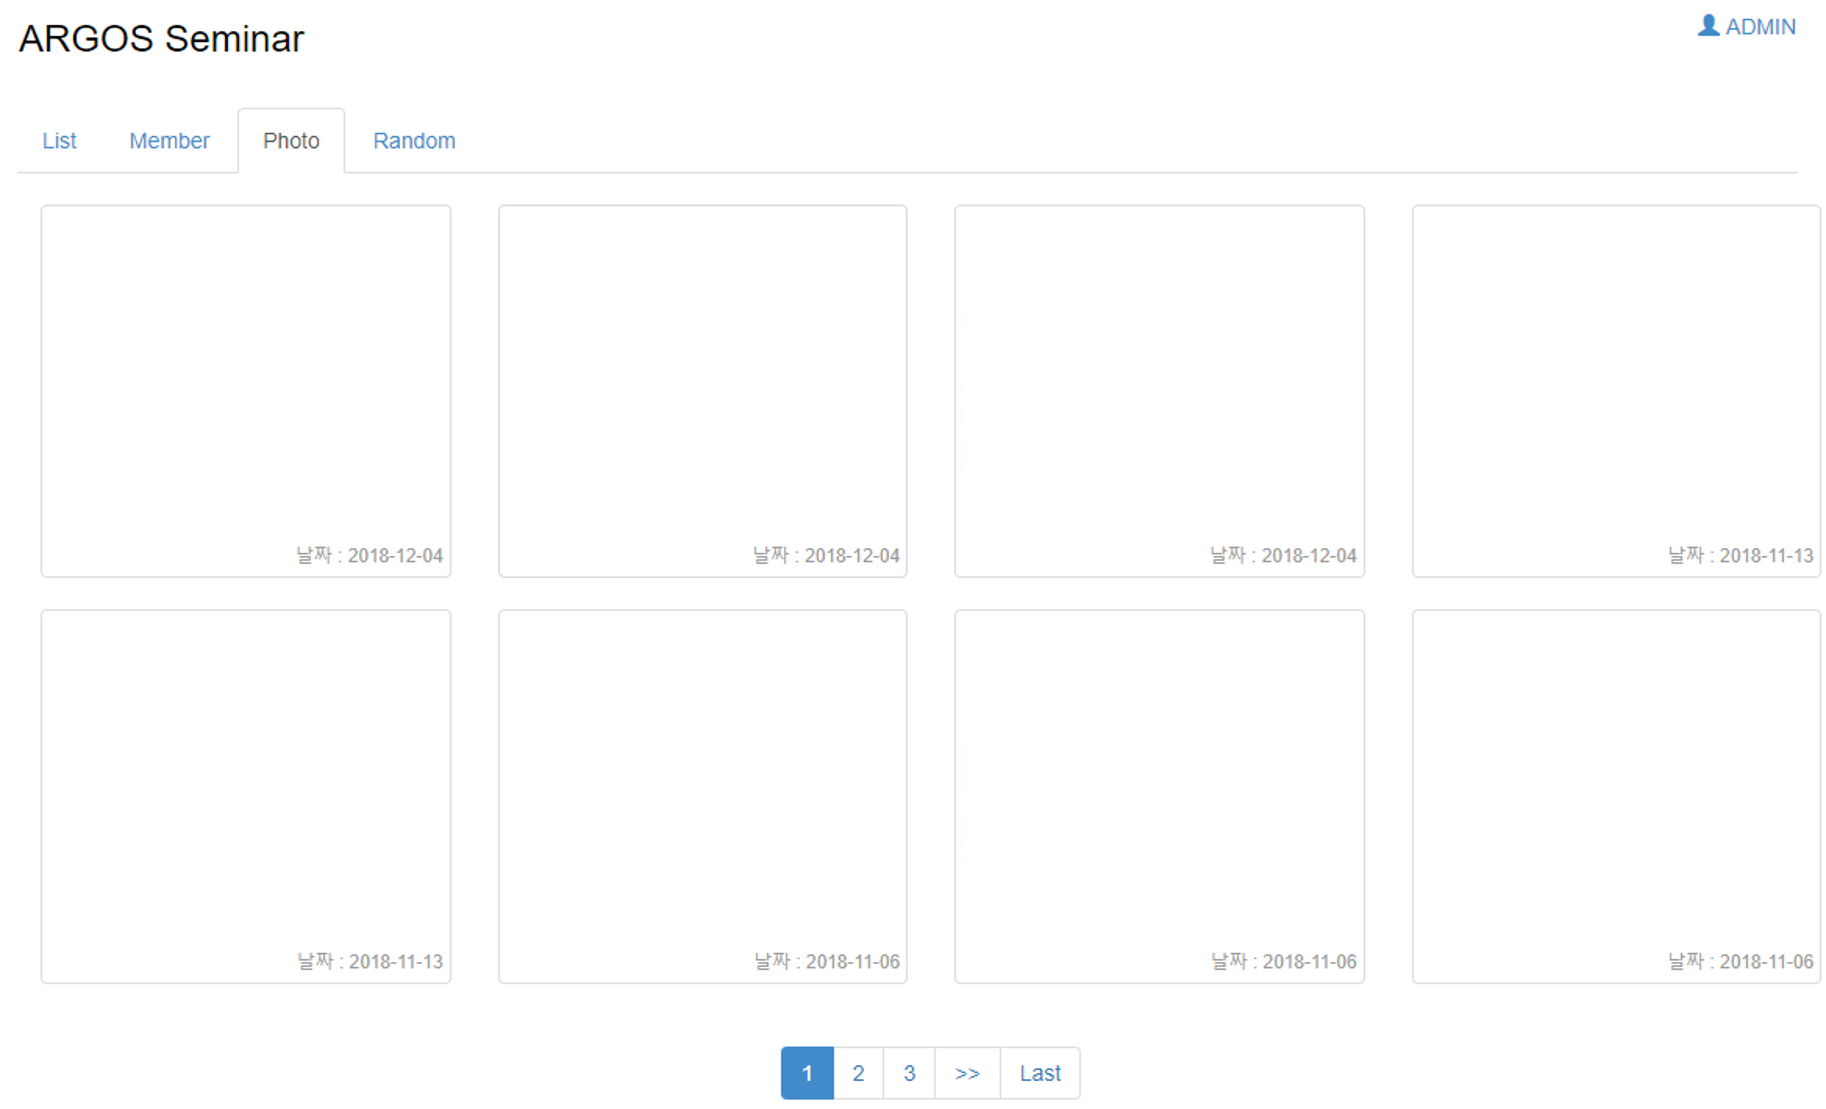 ARGOS Seminar
ADMIN
List Member Photo Random
날짜 : 2018-12-04 날짜 : 2018-12-04 날짜 : 2018-12-04 날짜 : 2018-11-13
날짜 : 2018-11-13 날짜 : 2018-11-06 날짜 : 2018-11-06 날짜 : 2018-11-06
1 2 3 >> Last